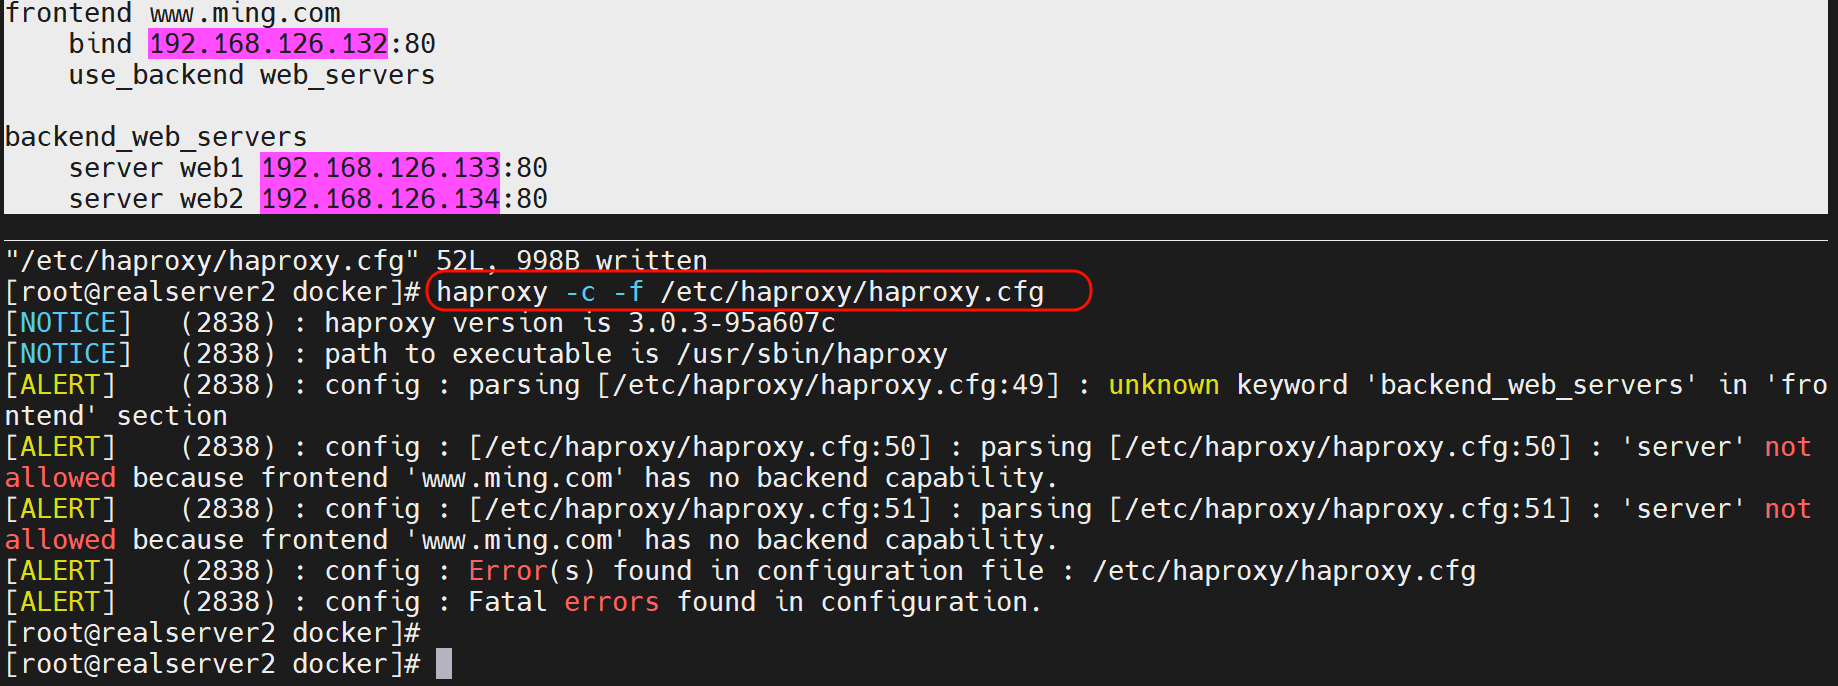 frontend www.ming.com
    bind 192.168.126.132:80
    use_backend web_servers
backend_web_servers
    server web1 192.168.126.133:80
    server web2 192.168.126.134:80
"/etc/haproxy/haproxy.cfg" 52L, 998B written
[root@realserver2 docker]# haproxy -c -f /etc/haproxy/haproxy.cfg
[NOTICE]   (2838) : haproxy version is 3.0.3-95a607c
[NOTICE]   (2838) : path to executable is /usr/sbin/haproxy
[ALERT]    (2838) : config : parsing [/etc/haproxy/haproxy.cfg:49] : unknown keyword 'backend_web_servers' in 'fro
ntend' section
[ALERT]    (2838) : config : [/etc/haproxy/haproxy.cfg:50] : parsing [/etc/haproxy/haproxy.cfg:50] : 'server' not
allowed because frontend 'www.ming.com' has no backend capability.
[ALERT]    (2838) : config : [/etc/haproxy/haproxy.cfg:51] : parsing [/etc/haproxy/haproxy.cfg:51] : 'server' not
allowed because frontend 'www.ming.com' has no backend capability.
[ALERT]    (2838) : config : Error(s) found in configuration file : /etc/haproxy/haproxy.cfg
[ALERT]    (2838) : config : Fatal errors found in configuration.
[root@realserver2 docker]#
[root@realserver2 docker]#